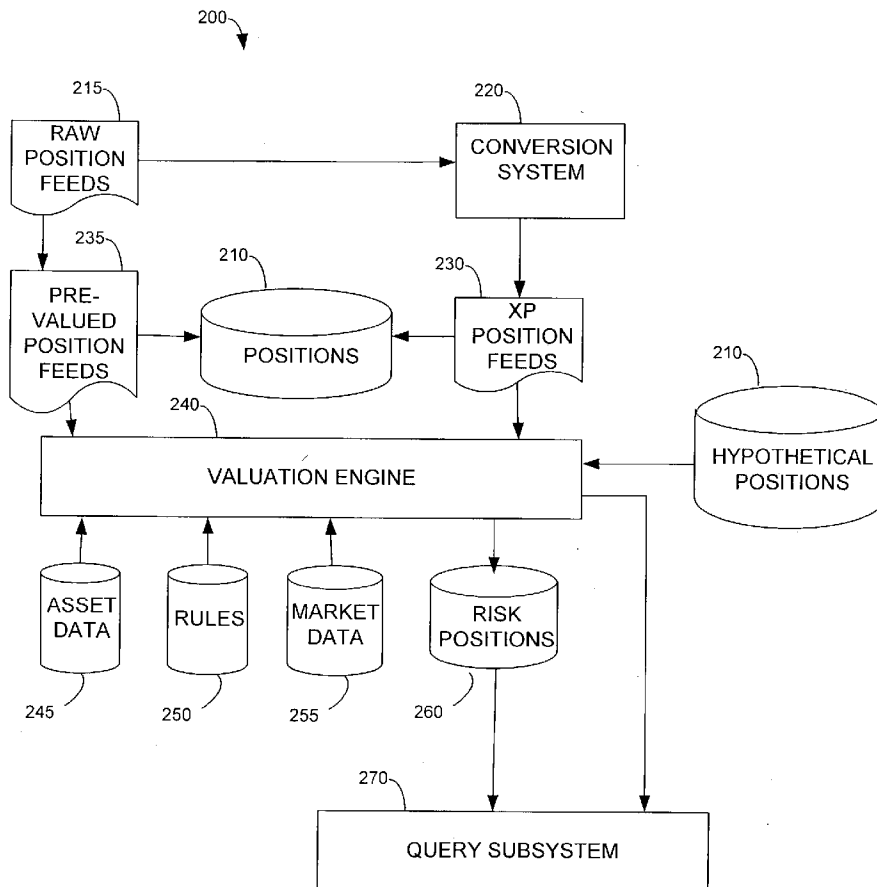 200
215
220
RAW
POSITION
FEEDS
CONVERSION
SYSTEM
235
210
230
PRE-
VALUED
POSITION
FEEDS
POSITIONS
XP
POSITION
FEEDS
210
240
VALUATION ENGINE
HYPOTHETICAL
POSITIONS
ASSET
DATA
RULES
MARKET
DATA
RISK
POSITIONS
245
250
255
260
270
QUERY SUBSYSTEM